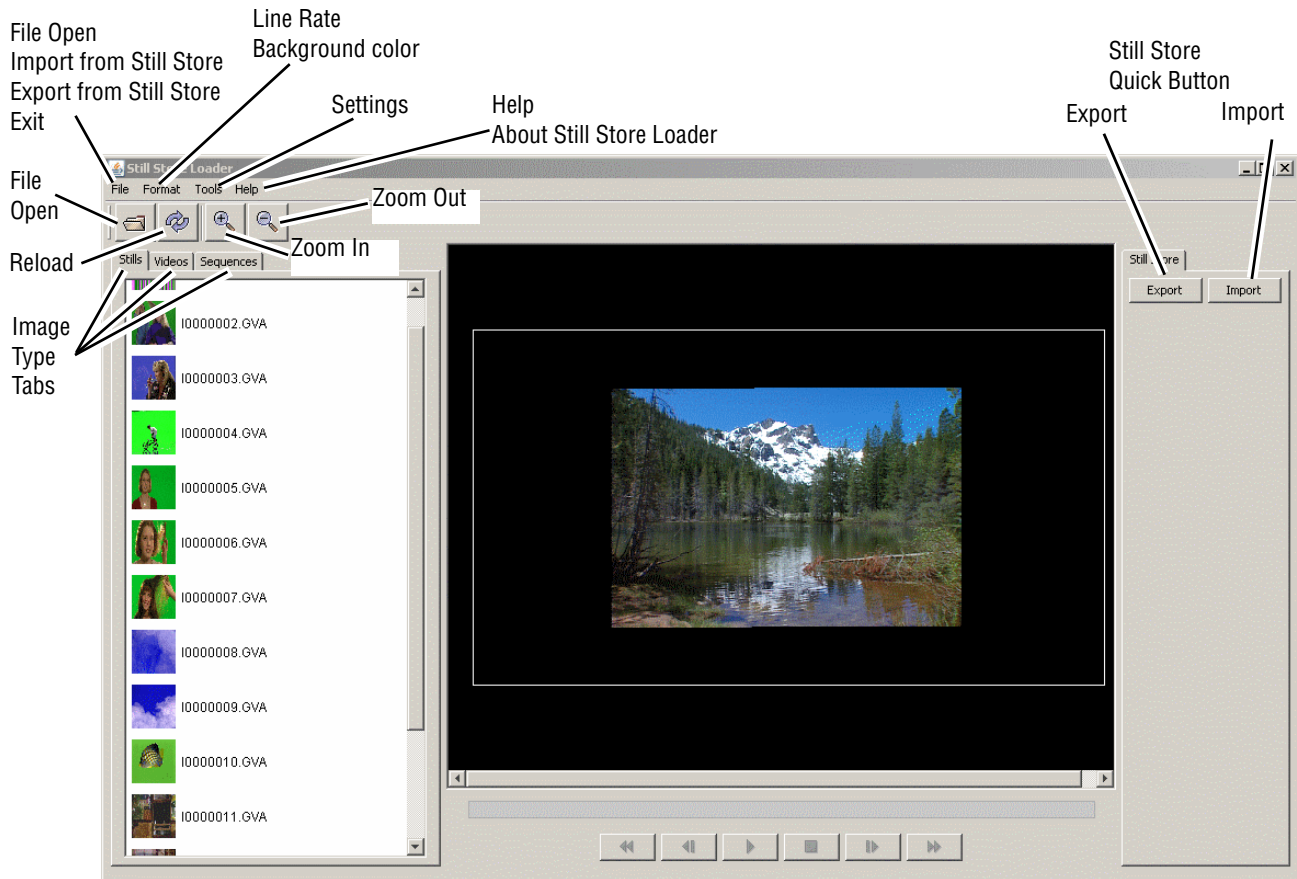 Line Rate
Background color
File Open
Import from Still Store
Export from Still Store
Exit
Settings
Help
About Still Store Loader
Still Store
Quick Button
Export
Import
Still Store Loader
File Format Tools Help
File
Open
Zoom Out
Reload
Zoom In
Stills Videos Sequences
Still Store
Export Import
Image
Type
Tabs
I0000002.GVA
I0000003.GVA
I0000004.GVA
I0000005.GVA
I0000006.GVA
I0000007.GVA
I0000008.GVA
I0000009.GVA
I0000010.GVA
I0000011.GVA